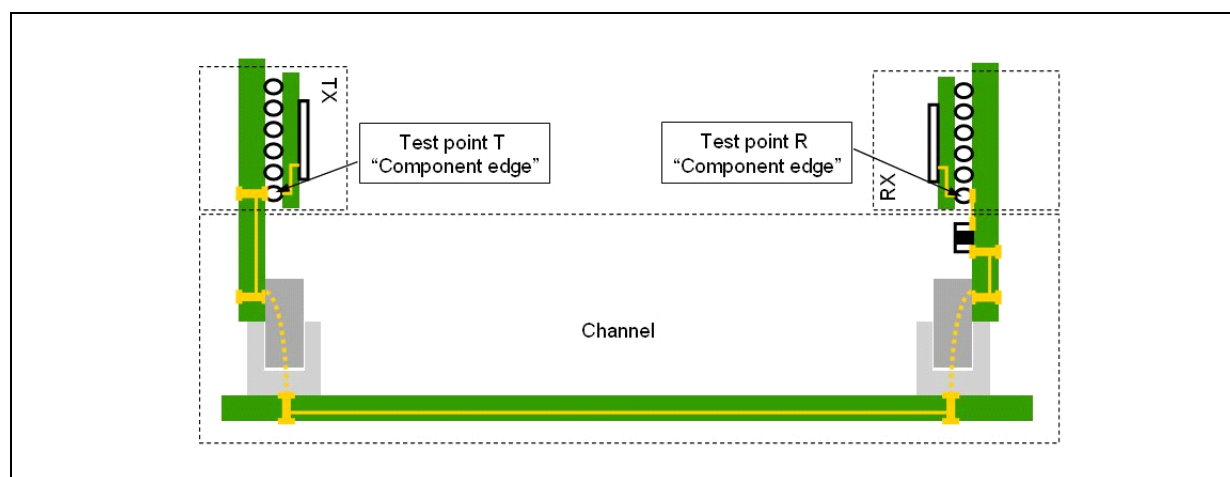 TX
Test point T
“Component edge”
Test point R
“Component edge”
RX
Channel